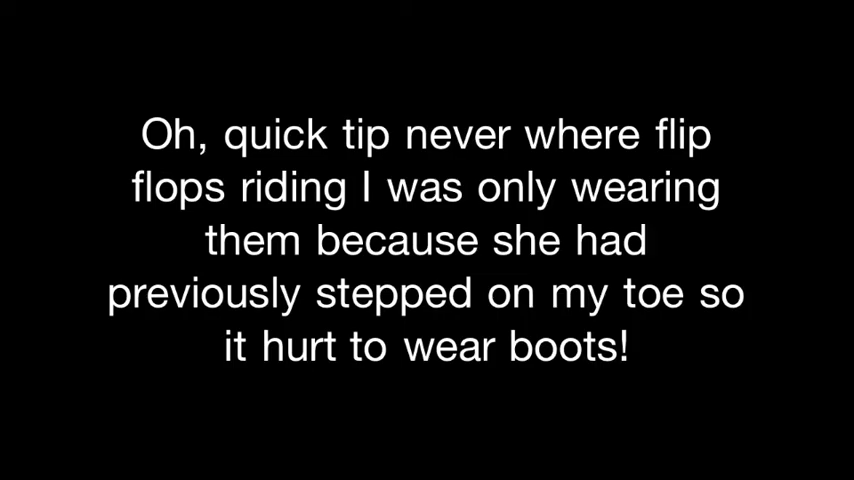 Oh, quick tip never where flip
flops riding I was only wearing
them because she had
previously stepped on my toe so
it hurt to wear boots!